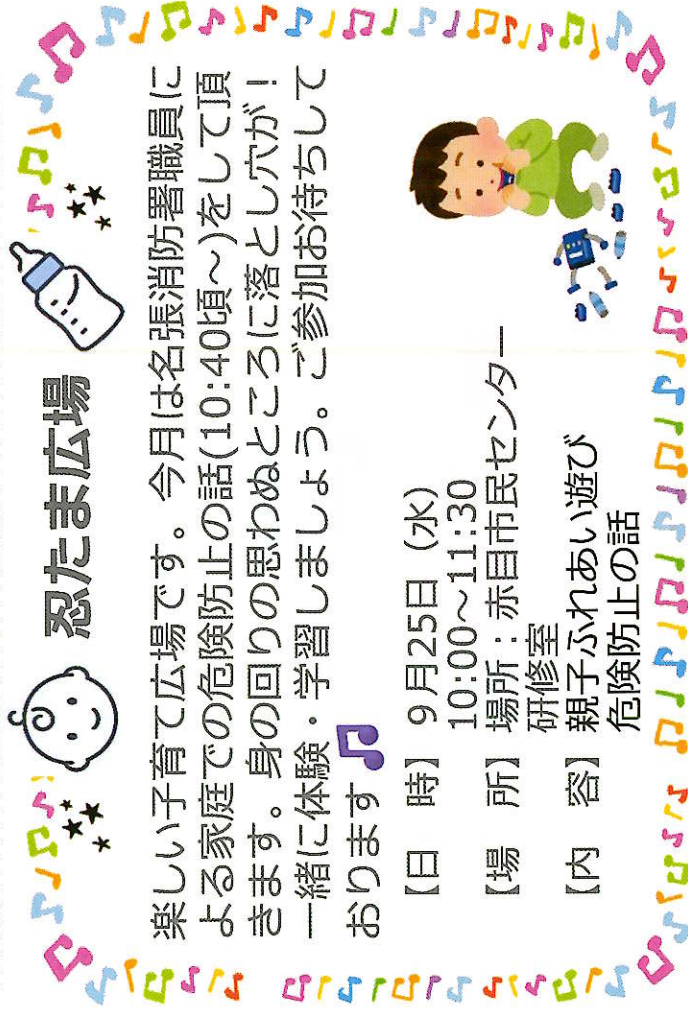 忍たま広場
楽しい子育て広場です。今月は名張消防署職員に
よる家庭での危険防止の話(10:40頃～)をして頂
きます。身の回りの思わぬところに落とし穴が！
一緒に体験・学習しましょう。ご参加お待ちして
おります
【日　時】 9月25日（水）
10:00～11:30
【場　所】 場所：赤目市民センター
研修室
【内　容】 親子ふれあい遊び
危険防止の話